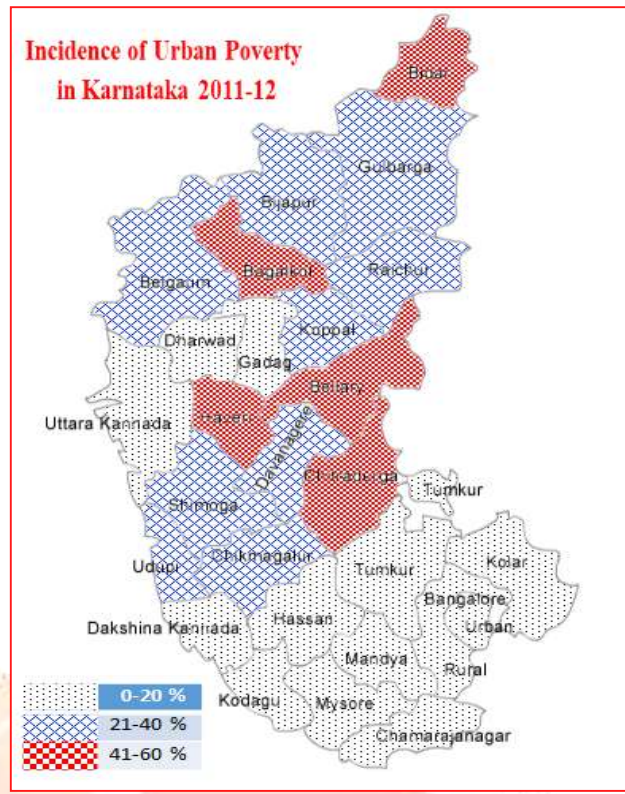 Incidence of Urban Poverty
in Karnataka 2011-12
Bidar
Gulbarga
Bijapur
Bagalkot
Raichur
Belgaum
Koppal
Dharwad
Gadag
Bellary
Haveri
Uttara Kannada
Davanagere
Chitradurga
Tumkur
Shimoga
Chikmagalur
Udupi
Tumkur
Kolar
Bangalore
Hassan
Urban
Dakshina Kannada
Mandya
Rural
Kodagu
Mysore
Chamarajanagar
0-20 %
21-40 %
41-60 %